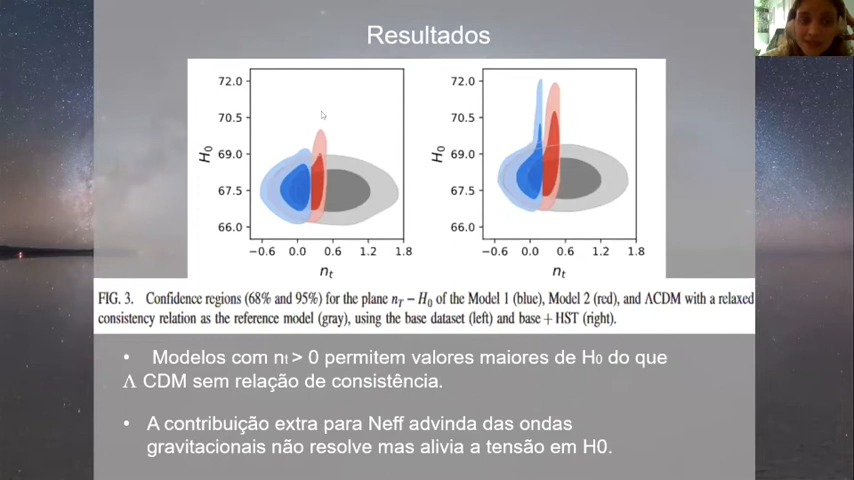 Resultados
72.0
70.5
69.0
67.5
66.0
H0
−0.6 0.0 0.6 1.2 1.8
nt
72.0
70.5
69.0
67.5
66.0
H0
−0.6 0.0 0.6 1.2 1.8
nt
FIG. 3. Confidence regions (68% and 95%) for the plane nT − H0 of the Model 1 (blue), Model 2 (red), and ΛCDM with a relaxed
consistency relation as the reference model (gray), using the base dataset (left) and base + HST (right).
• Modelos com nt > 0 permitem valores maiores de H0 do que
Λ CDM sem relação de consistência.
• A contribuição extra para Neff advinda das ondas
gravitacionais não resolve mas alivia a tensão em H0.